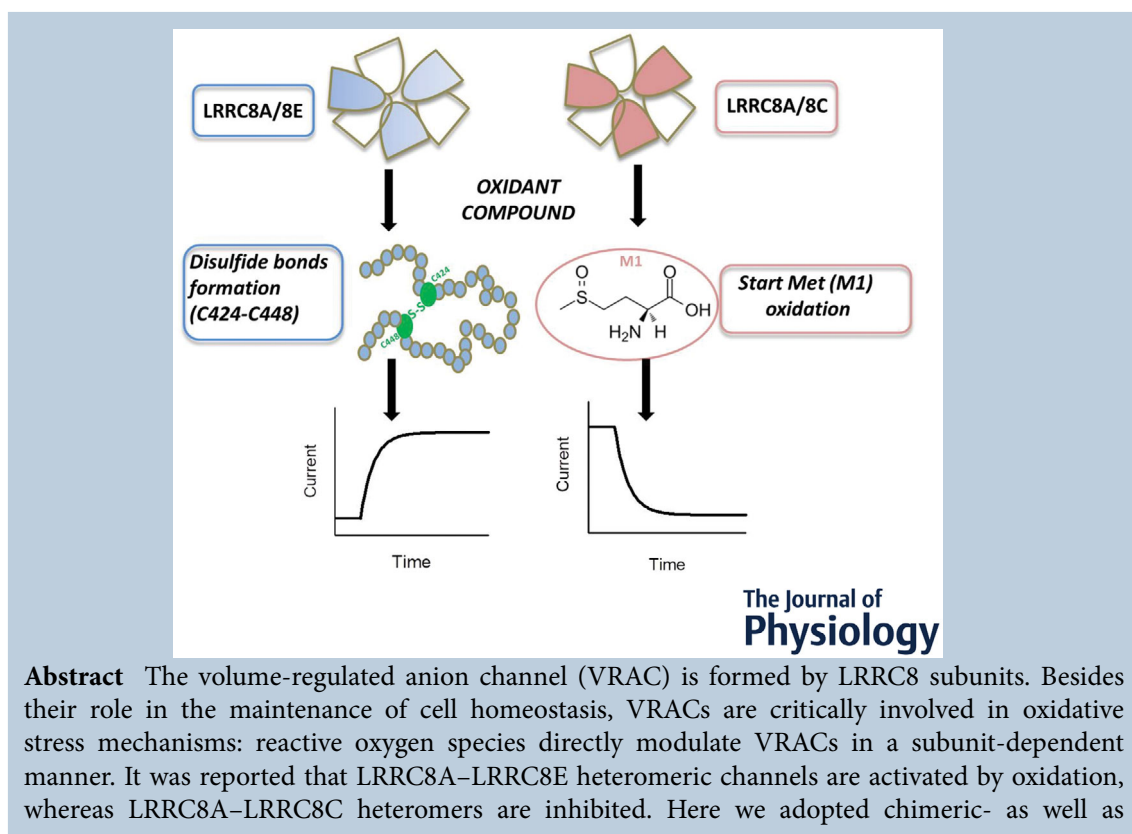 LRRC8A/8E
LRRC8A/8C
OXIDANT
COMPOUND
Disulfide bonds
formation
(C424-C448)
C424
S-S
C448
M1
O
S
O
OH
H₂N
H
Start Met (M1)
oxidation
Current
Time
Current
Time
The Journal of
Physiology
Abstract The volume-regulated anion channel (VRAC) is formed by LRRC8 subunits. Besides
their role in the maintenance of cell homeostasis, VRACs are critically involved in oxidative
stress mechanisms: reactive oxygen species directly modulate VRACs in a subunit-dependent
manner. It was reported that LRRC8A–LRRC8E heteromeric channels are activated by oxidation,
whereas LRRC8A–LRRC8C heteromers are inhibited. Here we adopted chimeric- as well as